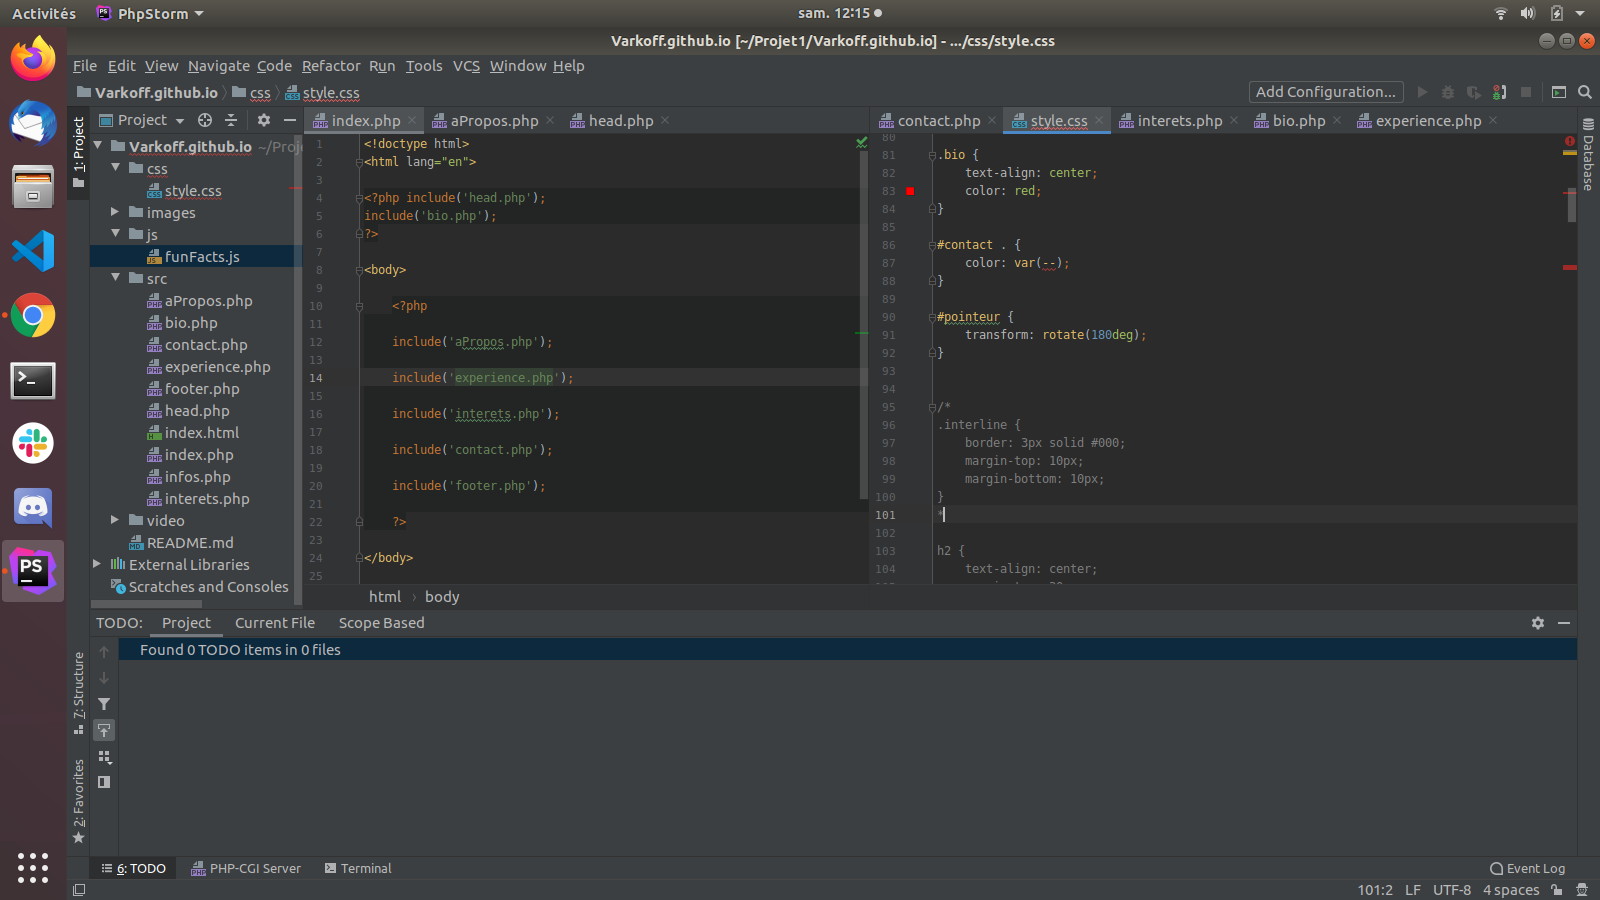 Activités PhpStorm sam. 12:15
Varkoff.github.io [~/Projet1/Varkoff.github.io] - .../css/style.css
File Edit View Navigate Code Refactor Run Tools VCS Window Help
Varkoff.github.io css style.css Add Configuration...
1: Project
Project
Varkoff.github.io ~/Proj
css
style.css
images
js
funFacts.js
src
aPropos.php
bio.php
contact.php
experience.php
footer.php
head.php
index.html
index.php
infos.php
interets.php
video
README.md
External Libraries
Scratches and Consoles
index.php aPropos.php head.php
1 <!doctype html>
2 <html lang="en">
3
4 <?php include('head.php');
5 include('bio.php');
6 ?>
7
8 <body>
9
10 <?php
11
12 include('aPropos.php');
13
14 include('experience.php');
15
16 include('interets.php');
17
18 include('contact.php');
19
20 include('footer.php');
21
22 ?>
23
24 </body>
25
html › body
contact.php style.css interets.php bio.php experience.php
80
81 .bio {
82 text-align: center;
83 color: red;
84 }
85
86 #contact . {
87 color: var(--);
88 }
89
90 #pointeur {
91 transform: rotate(180deg);
92 }
93
94
95 /*
96 .interline {
97 border: 3px solid #000;
98 margin-top: 10px;
99 margin-bottom: 10px;
100 }
101 *
102
103 h2 {
104 text-align: center;
Database
TODO: Project Current File Scope Based
Found 0 TODO items in 0 files
7: Structure
2: Favorites
6: TODO PHP-CGI Server Terminal Event Log
101:2 LF UTF-8 4 spaces